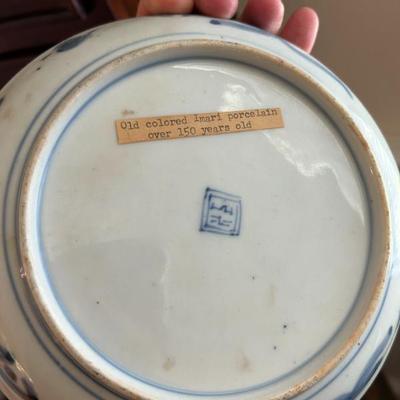 Old colored Imari porcelain
over 150 years old